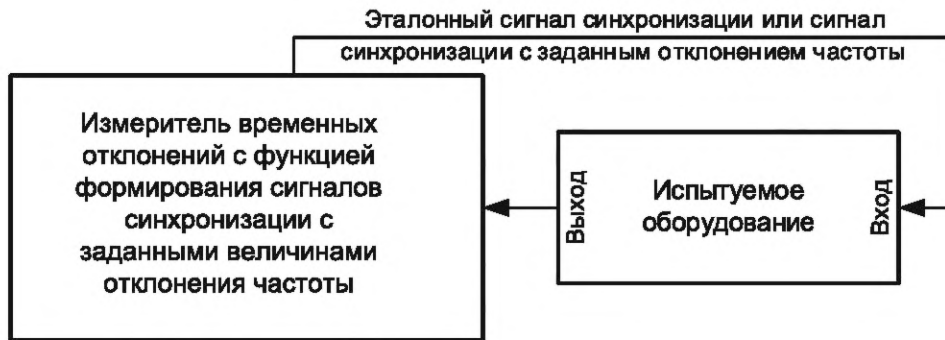 Эталонный сигнал синхронизации или сигнал
синхронизации с заданным отклонением частоты
Измеритель временных
отклонений с функцией
формирования сигналов
синхронизации с
заданными величинами
отклонения частоты
Выход
Испытуемое
оборудование
Вход